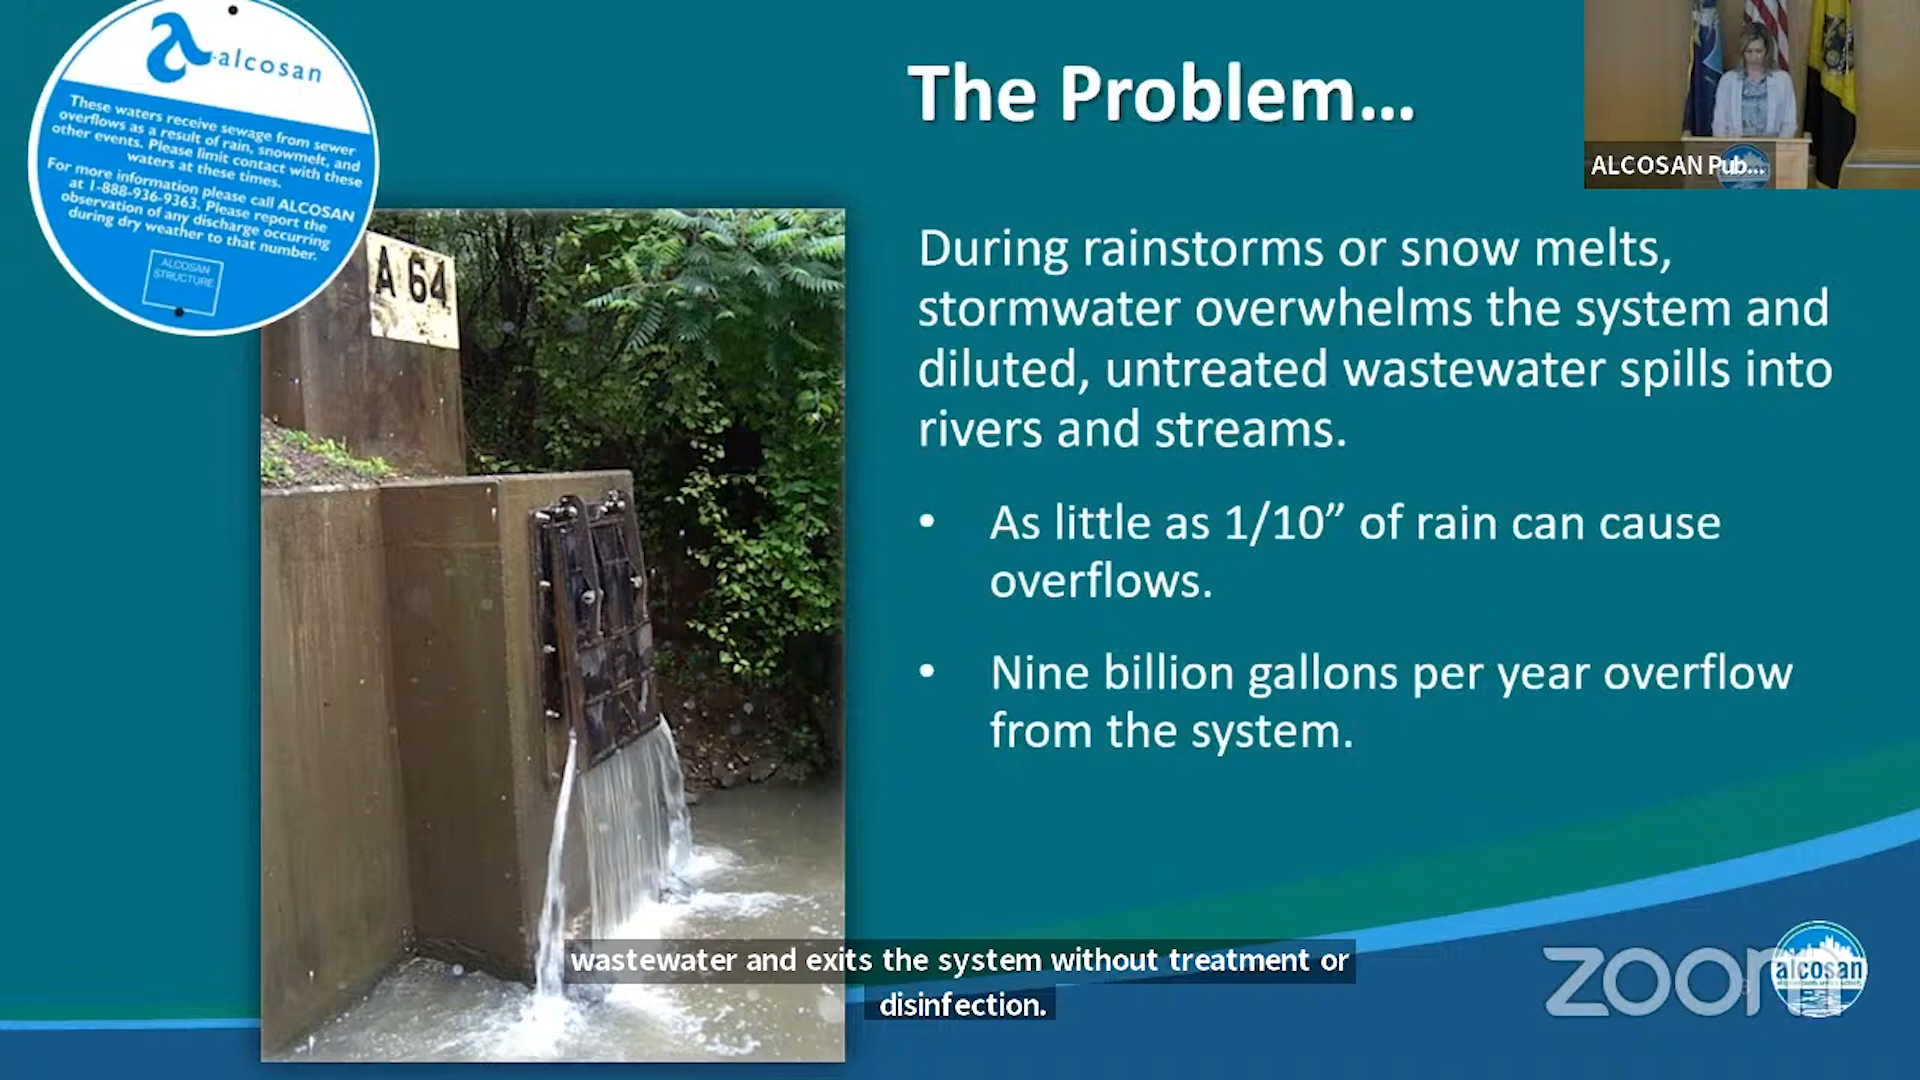 alcosan
These waters receive sewage from sewer
overflows as a result of rain, snowmelt, and
other events. Please limit contact with these
waters at these times.
For more information please call ALCOSAN
at 1-888-936-9363. Please report the
observation of any discharge occurring
during dry weather to that number.
ALCOSAN
STRUCTURE
A 64
The Problem...
During rainstorms or snow melts,
stormwater overwhelms the system and
diluted, untreated wastewater spills into
rivers and streams.
• As little as 1/10” of rain can cause
overflows.
• Nine billion gallons per year overflow
from the system.
ALCOSAN Pub...
wastewater and exits the system without treatment or
disinfection.
zoom
alcosan